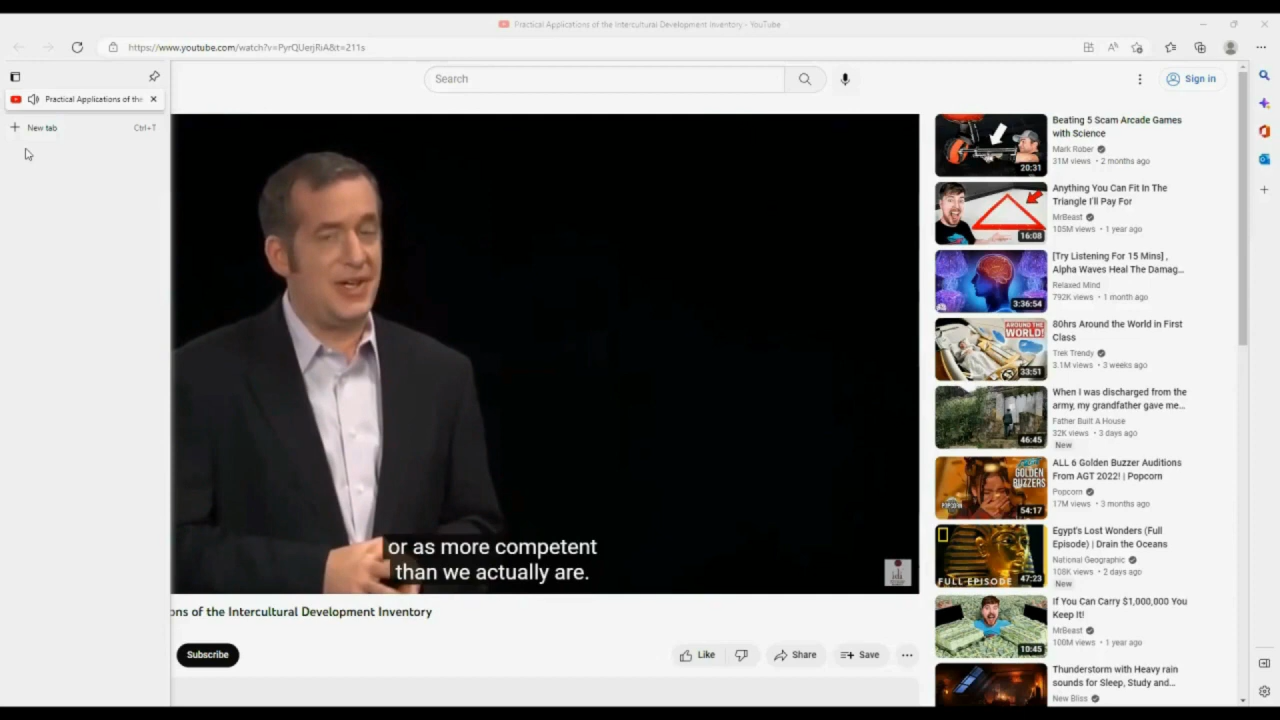 Practical Applications of the Intercultural Development Inventory - YouTube
https://www.youtube.com/watch?v=PyrQUerjRiA&t=211s
Practical Applications of the
New tab
Ctrl+T
Search
Sign in
or as more competent
than we actually are.
idi
ons of the Intercultural Development Inventory
Subscribe
Like
Share
Save
Beating 5 Scam Arcade Games
with Science
Mark Rober
31M views • 2 months ago
20:31
Anything You Can Fit In The
Triangle I'll Pay For
MrBeast
105M views • 1 year ago
16:08
[Try Listening For 15 Mins] ,
Alpha Waves Heal The Damag...
Relaxed Mind
792K views • 1 month ago
3:36:54
80hrs Around the World in First
Class
Trek Trendy
3.1M views • 3 weeks ago
AROUND THE
WORLD!
33:51
When I was discharged from the
army, my grandfather gave me...
Father Built A House
32K views • 3 days ago
New
46:45
ALL 6 Golden Buzzer Auditions
From AGT 2022! | Popcorn
Popcorn
17M views • 3 months ago
GOLDEN
BUZZERS
POPCORN
54:17
Egypt's Lost Wonders (Full
Episode) | Drain the Oceans
National Geographic
108K views • 2 days ago
New
FULL EPISODE
47:23
If You Can Carry $1,000,000 You
Keep It!
MrBeast
100M views • 1 year ago
10:45
Thunderstorm with Heavy rain
sounds for Sleep, Study and...
New Bliss